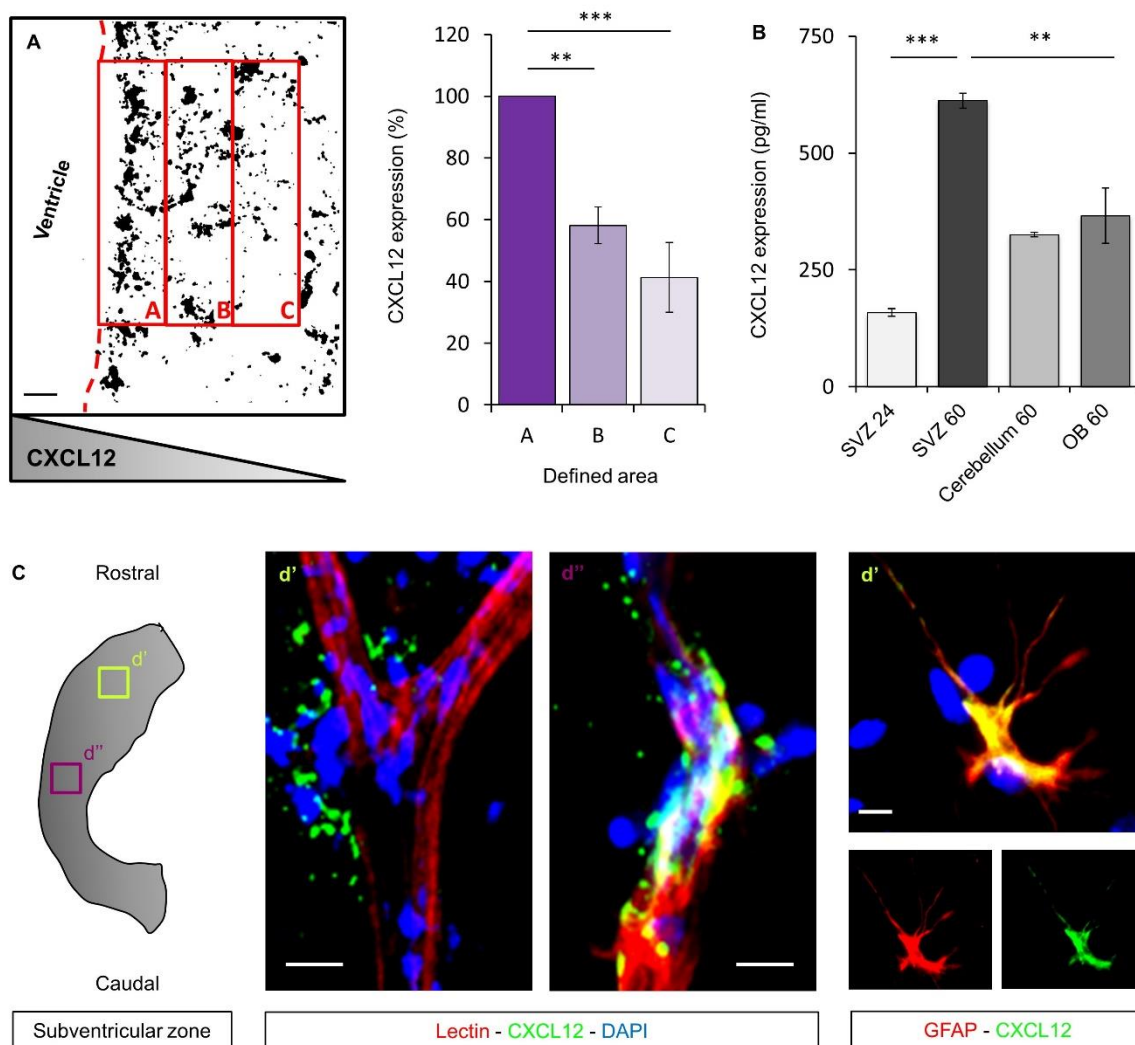 A
Ventricle
A
B
C
CXCL12
CXCL12 expression (%)
120
100
80
60
40
20
0
***
**
A
B
C
Defined area
B
CXCL12 expression (pg/ml)
750
500
250
0
***
**
SVZ 24
SVZ 60
Cerebellum 60
OB 60
C
Rostral
d'
d''
Caudal
Subventricular zone
d'
d''
Lectin - CXCL12 - DAPI
d'
GFAP - CXCL12